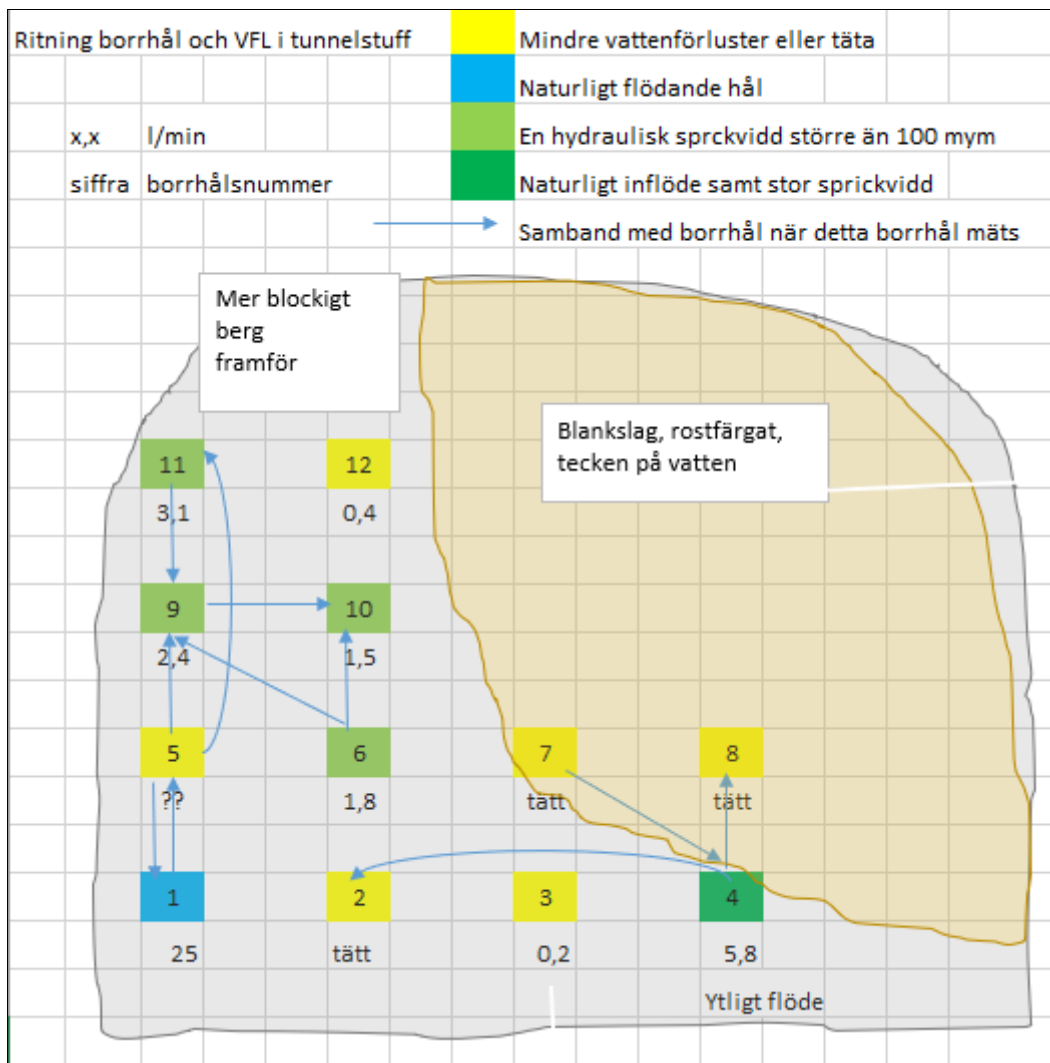 Ritning borrhål och VFL i tunnelstuff
Mindre vattenförluster eller täta
Naturligt flödande hål
x,x l/min
En hydraulisk sprckvidd större än 100 mym
siffra borrhålsnummer
Naturligt inflöde samt stor sprickvidd
Samband med borrhål när detta borrhål mäts
Mer blockigt
berg
framför
Blankslag, rostfärgat,
tecken på vatten
11 12
3,1 0,4
9 10
2,4 1,5
5 6 7 8
?? 1,8 tätt tätt
1 2 3 4
25 tätt 0,2 5,8
Ytligt flöde